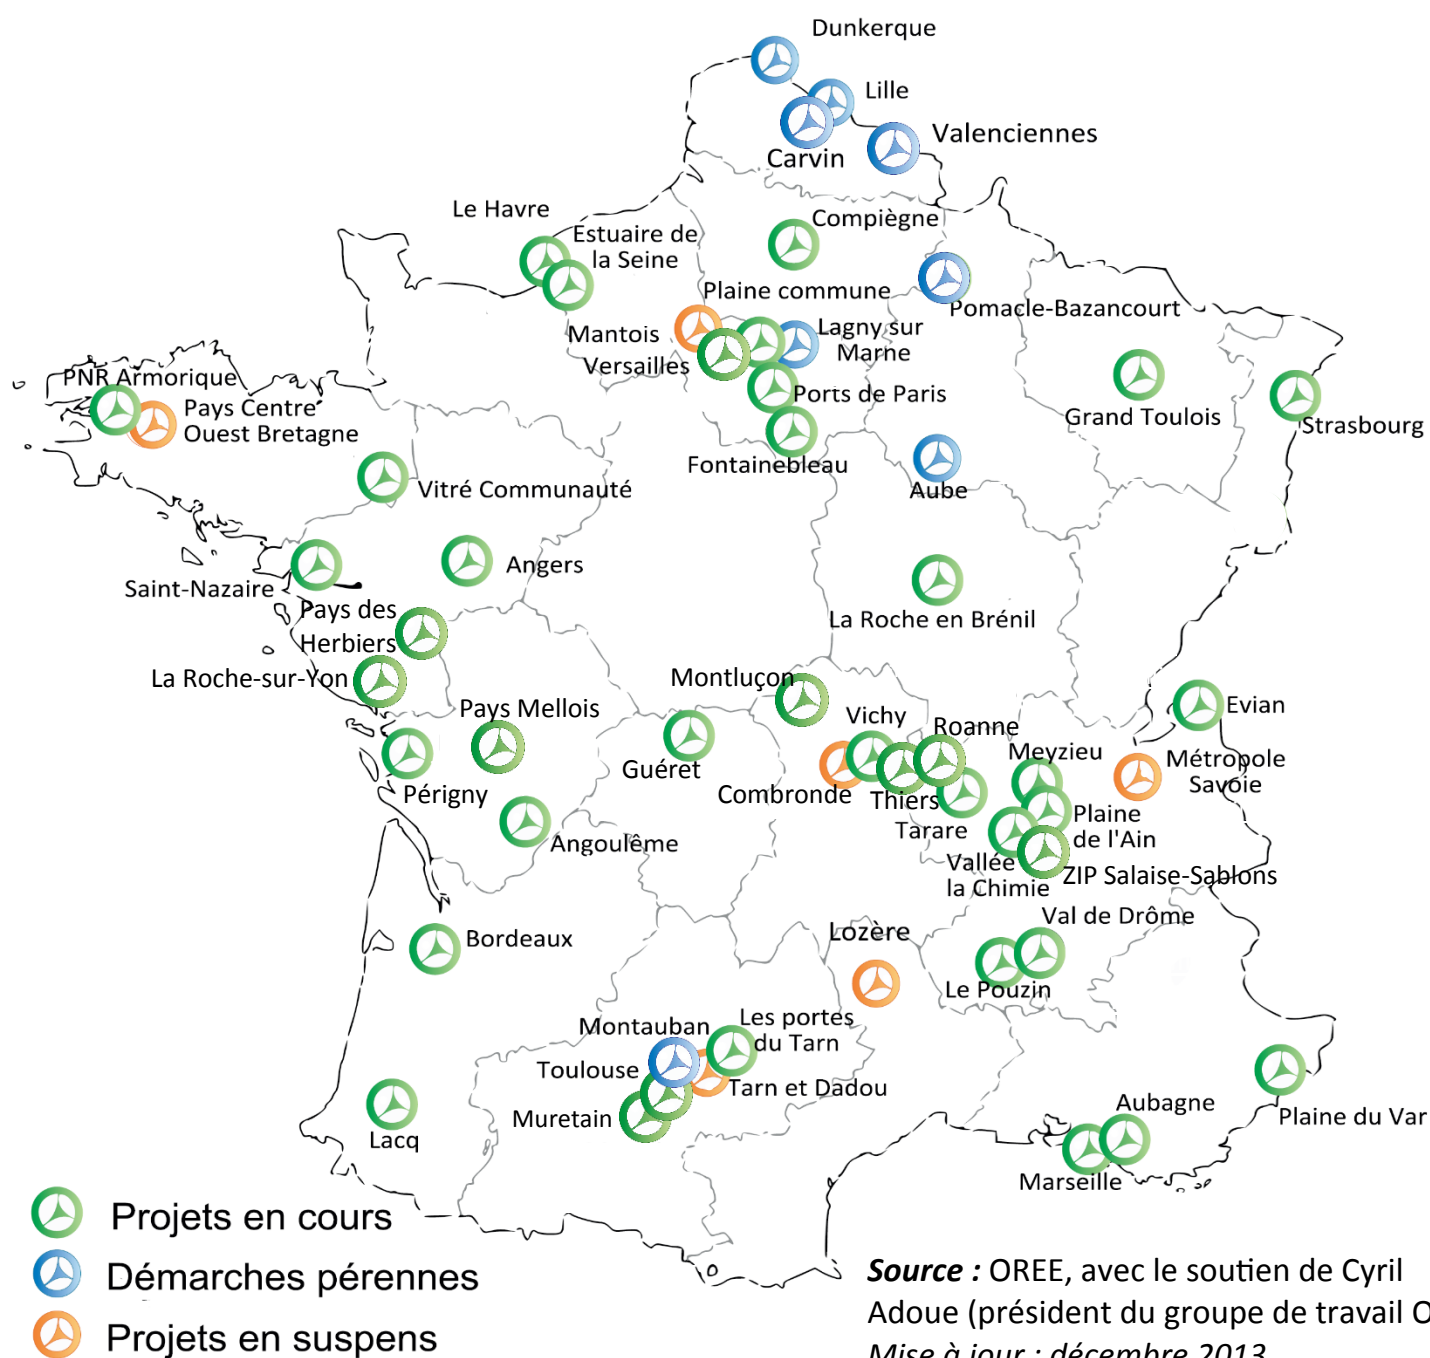 Dunkerque
Lille
Valenciennes
Carvin
Le Havre
Compiègne
Estuaire de
la Seine
Plaine commune
Pomacle-Bazancourt
Mantois
Lagny sur
Marne
Versailles
PNR Armorique
Pays Centre
Ouest Bretagne
Ports de Paris
Grand Toulois
Strasbourg
Fontainebleau
Vitré Communauté
Aube
Angers
Saint-Nazaire
Pays des
Herbiers
La Roche en Brénil
La Roche-sur-Yon
Montluçon
Pays Mellois
Vichy
Roanne
Evian
Guéret
Meyzieu
Métropole
Savoie
Périgny
Combronde
Thiers
Tarare
Plaine
de l'Ain
Angoulême
Vallée
la Chimie
ZIP Salaise-Sablons
Val de Drôme
Bordeaux
Lozère
Le Pouzin
Montauban
Les portes
du Tarn
Toulouse
Tarn et Dadou
Muretain
Aubagne
Plaine du Var
Lacq
Marseille
Projets en cours
Démarches pérennes
Projets en suspens
Source : OREE, avec le soutien de Cyril
Adoue (président du groupe de travail O
Mise à jour : décembre 2013